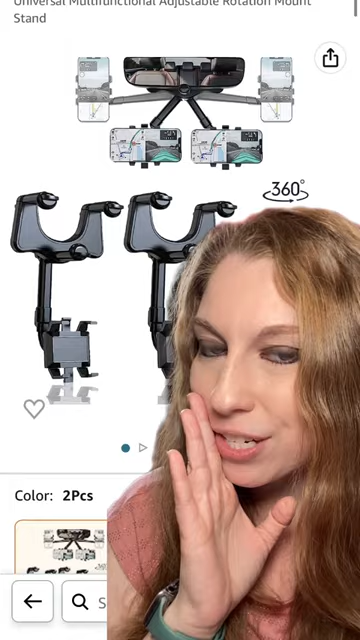 Universal Multifunctional Adjustable Rotation Mount
Stand
360°
Color: 2Pcs
S